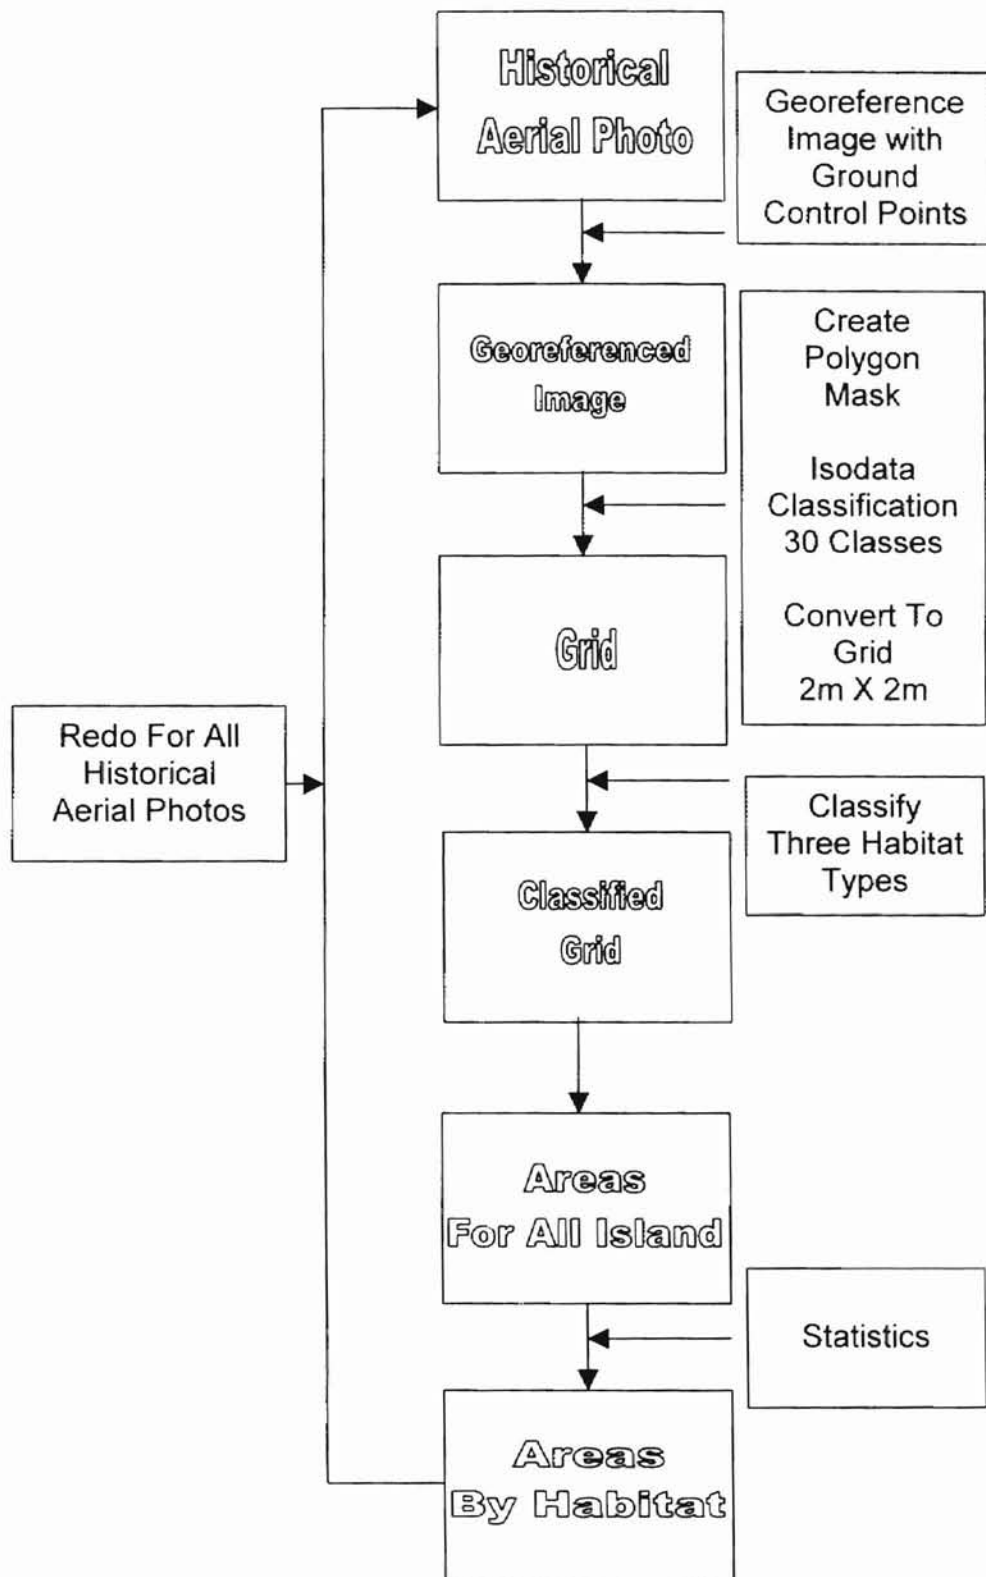 Historical
Aerial Photo
Georeference
Image with
Ground
Control Points
Georeferenced
Image
Create
Polygon
Mask
Isodata
Classification
30 Classes
Convert To
Grid
2m X 2m
Grid
Redo For All
Historical
Aerial Photos
Classify
Three Habitat
Types
Classified
Grid
Areas
For All Island
Statistics
Areas
By Habitat